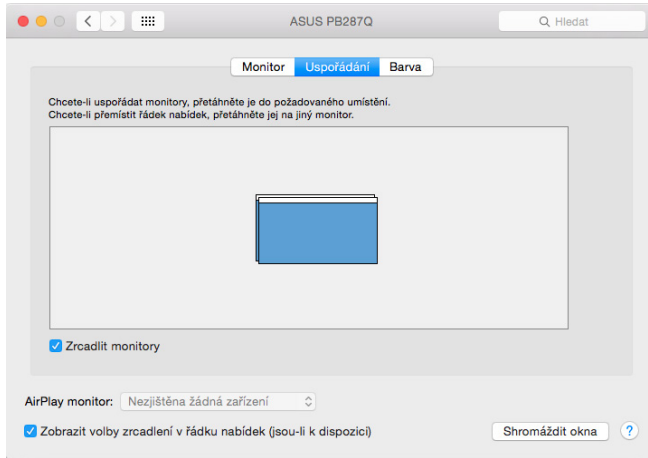 ASUS PB287Q
Hledat
Monitor Uspořádání Barva
Chcete-li uspořádat monitory, přetáhněte je do požadovaného umístění.
Chcete-li přemístit řádek nabídek, přetáhněte jej na jiný monitor.
Zrcadlit monitory
AirPlay monitor: Nezjištěna žádná zařízení
Zobrazit volby zrcadlení v řádku nabídek (jsou-li k dispozici) Shromáždit okna ?